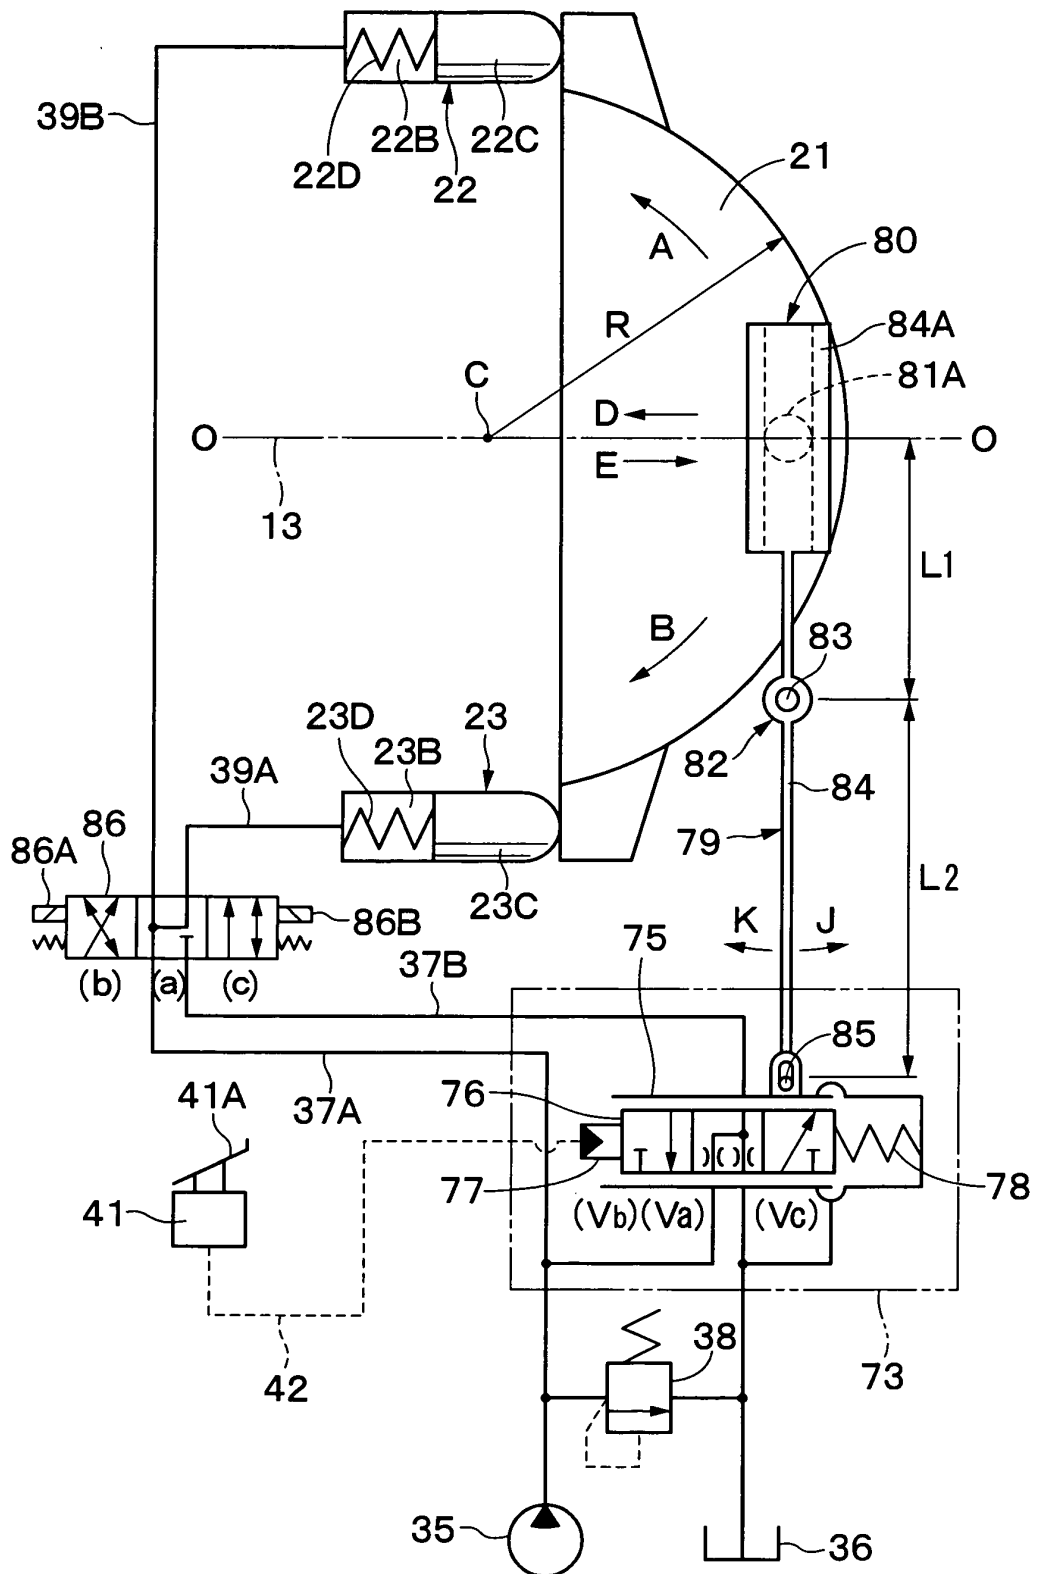 39B
22D
22B
22
22C
21
A
80
R
84A
C
81A
D
O
O
E
13
L1
B
83
23D
23
23B
82
39A
84
86
79
86A
L2
23C
86B
K
J
75
37B
(b)
(a)
(c)
85
76
41A
37A
77
78
41
(Vb)
(Va)
(Vc)
38
42
73
35
36